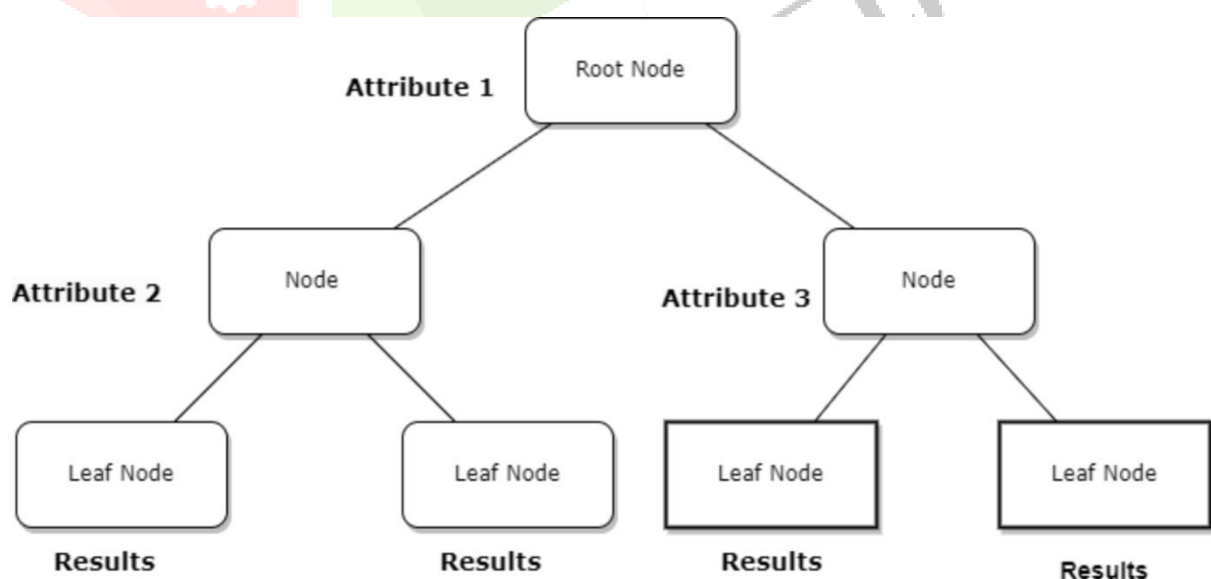 Root Node
Attribute 1
Node
Node
Attribute 2
Attribute 3
Leaf Node
Leaf Node
Leaf Node
Leaf Node
Results
Results
Results
Results